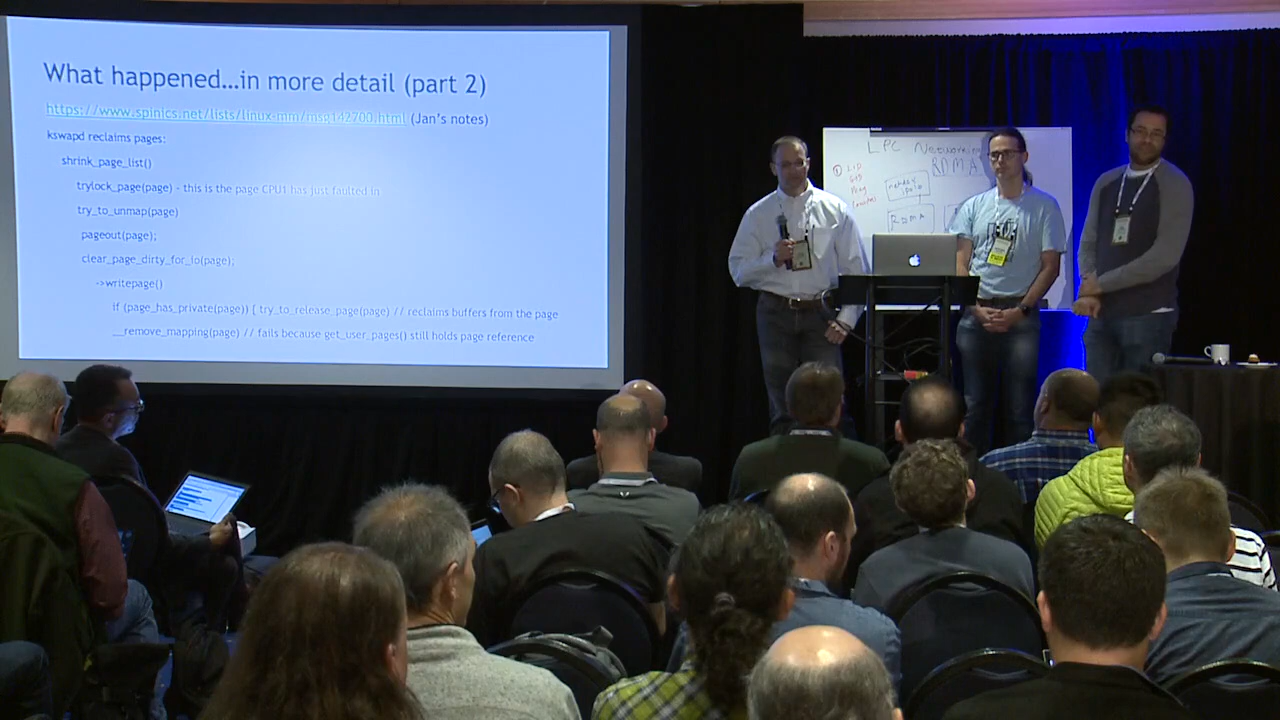 What happened...in more detail (part 2)
https://www.spinics.net/lists/linux-mm/msg142700.html (Jan's notes)
kswapd reclaims pages:
shrink_page_list()
trylock_page(page) - this is the page CPU1 has just faulted in
try_to_unmap(page)
pageout(page);
clear_page_dirty_for_io(page);
->writepage()
if (page_has_private(page)) { try_to_release_page(page) // reclaims buffers from the page
__remove_mapping(page) // fails because get_user_pages() still holds page reference
LPC Networking
RDMA
RDMA